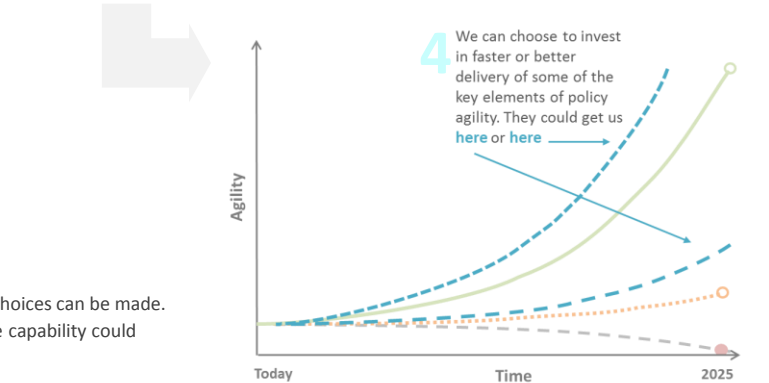 4
We can choose to invest
in faster or better
delivery of some of the
key elements of policy
agility. They could get us
here or here
Agility
hoices can be made.
e capability could
Today
Time
2025